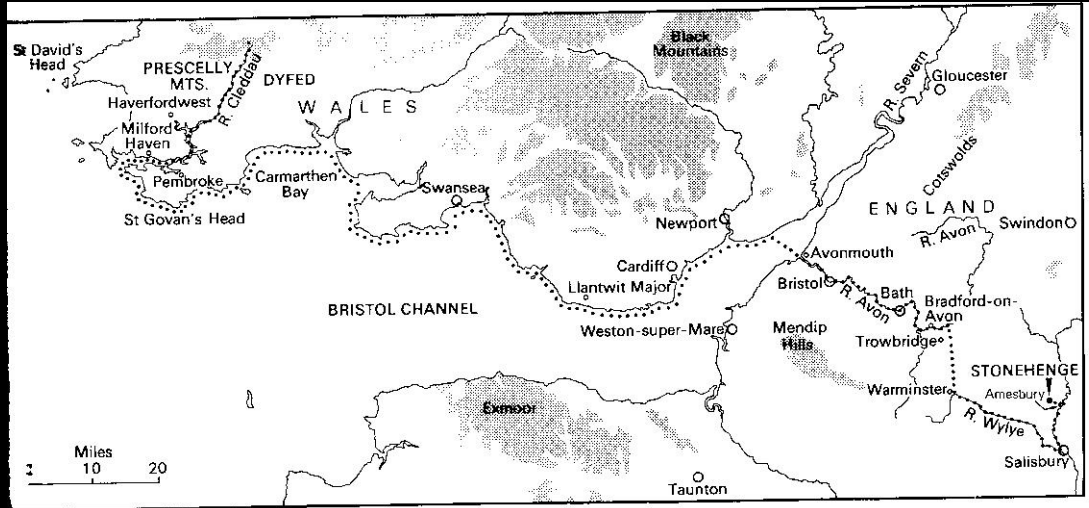 St David's
Head
PRESCELLY
MTS.
Haverfordwest
R. Cleddau
DYFED
WALES
Milford
Haven
Pembroke
St Govan's Head
Carmarthen
Bay
Swansea
Black
Mountains
R. Severn
Gloucester
Cotswolds
ENGLAND
R. Avon
Swindon
Newport
Cardiff
Llantwit Major
Avonmouth
Bristol
R. Avon
Bath
Bradford-on-
Avon
Trowbridge
BRISTOL CHANNEL
Weston-super-Mare
Mendip
Hills
STONEHENGE
Amesbury
Warminster
R. Wylye
Salisbury
Exmoor
Taunton
Miles
10 20